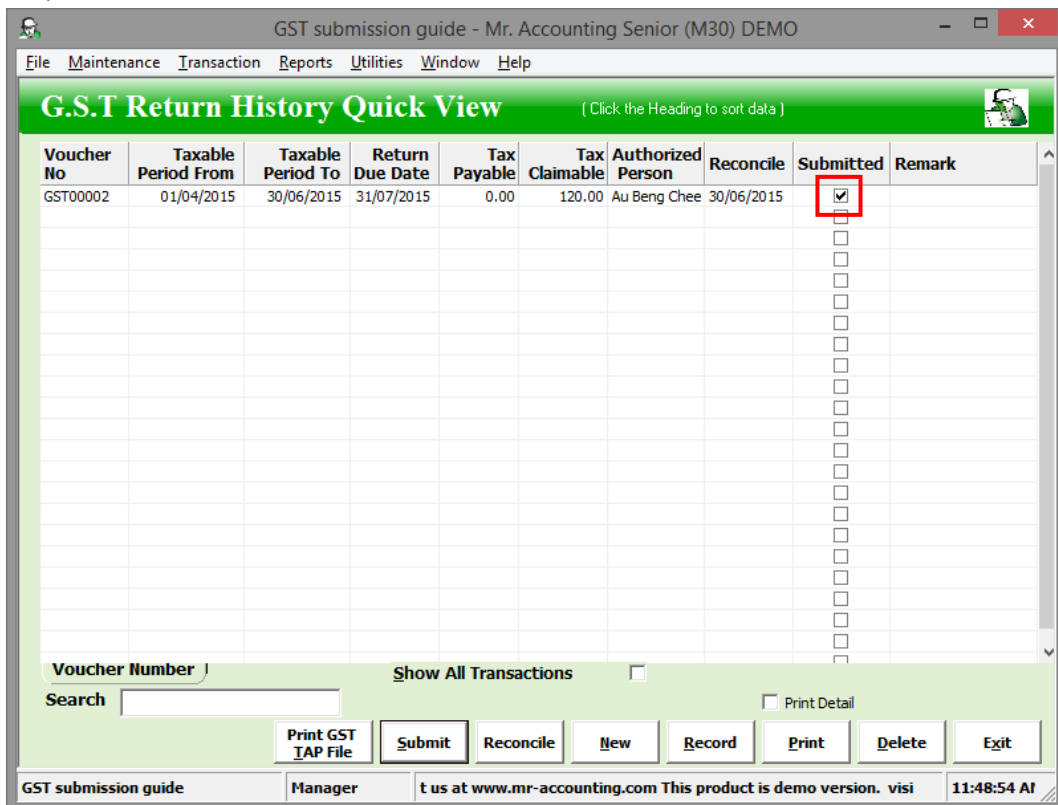 GST submission guide - Mr. Accounting Senior (M30) DEMO
File Maintenance Transaction Reports Utilities Window Help
G.S.T Return History Quick View ( Click the Heading to sort data )
Voucher No Taxable Period From Taxable Period To Return Due Date Tax Payable Tax Claimable Authorized Person Reconcile Submitted Remark
GST00002 01/04/2015 30/06/2015 31/07/2015 0.00 120.00 Au Beng Chee 30/06/2015
Voucher Number Show All Transactions
Search Print Detail
Print GST TAP File Submit Reconcile New Record Print Delete Exit
GST submission guide Manager t us at www.mr-accounting.com This product is demo version. visi 11:48:54